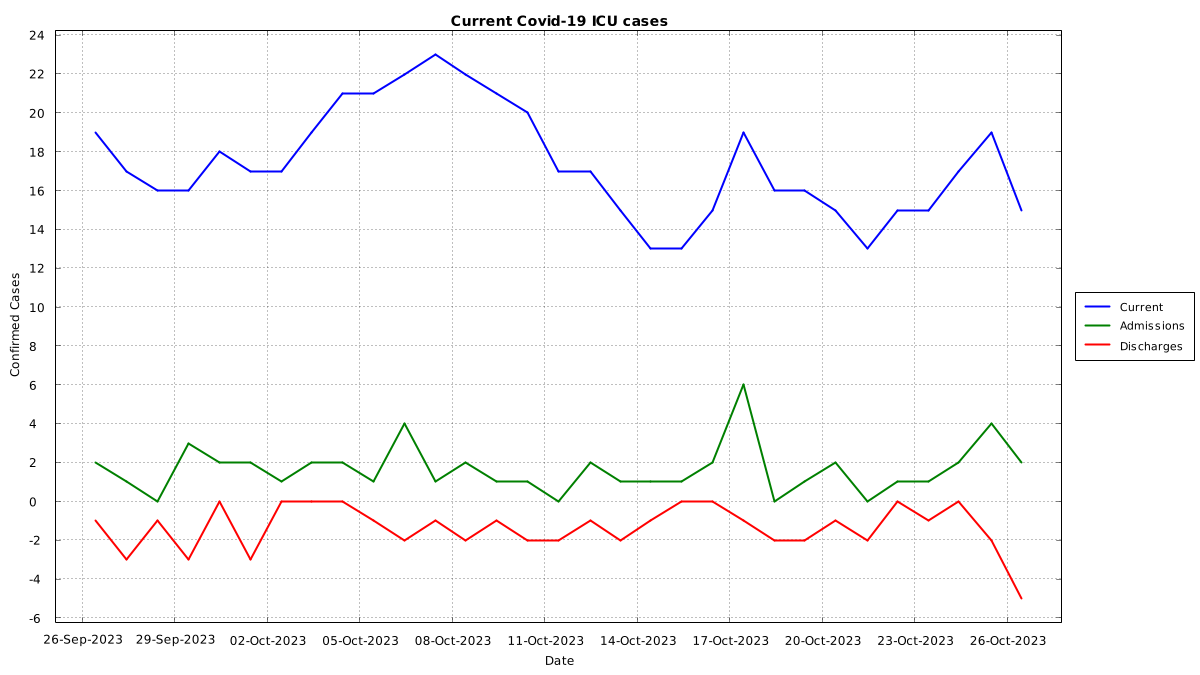 Current Covid-19 ICU cases
Confirmed Cases
24
22
20
18
16
14
12
10
8
6
4
2
0
-2
-4
-6
26-Sep-2023 29-Sep-2023 02-Oct-2023 05-Oct-2023 08-Oct-2023 11-Oct-2023 14-Oct-2023 17-Oct-2023 20-Oct-2023 23-Oct-2023 26-Oct-2023
Date
Current
Admissions
Discharges